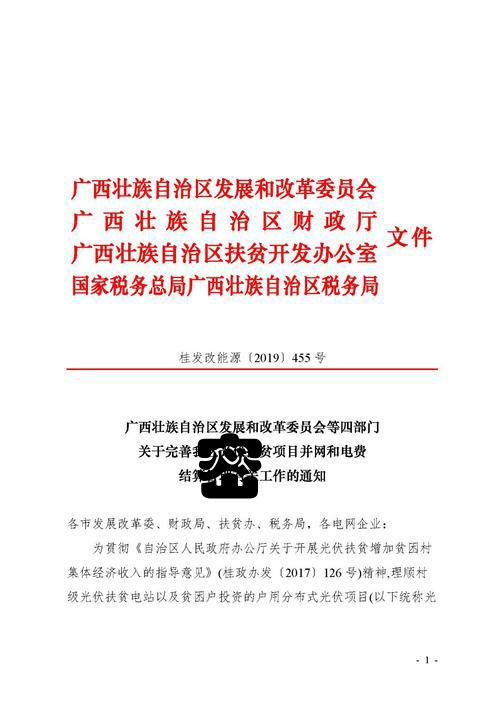 广西壮族自治区发展和改革委员会
广西壮族自治区财政厅
广西壮族自治区扶贫开发办公室
国家税务总局广西壮族自治区税务局
文件
桂发改能源〔2019〕455 号
广西壮族自治区发展和改革委员会等四部门
关于完善我贫项目并网和电费
结算工作的通知
各市发展改革委、财政局、扶贫办、税务局，各电网企业：
为贯彻《自治区人民政府办公厅关于开展光伏扶贫增加贫困村
集体经济收入的指导意见》(桂政办发〔2017〕126 号)精神,理顺村
级光伏扶贫电站以及贫困户投资的户用分布式光伏项目(以下统称光
- 1 -